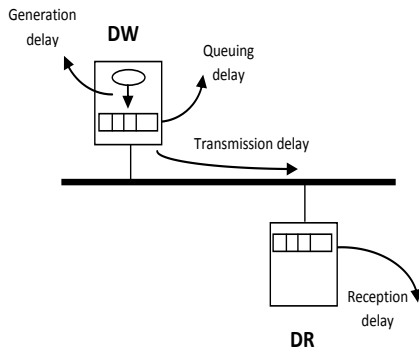 Generation
delay
DW
Queuing
delay
Transmission delay
Reception
delay
DR